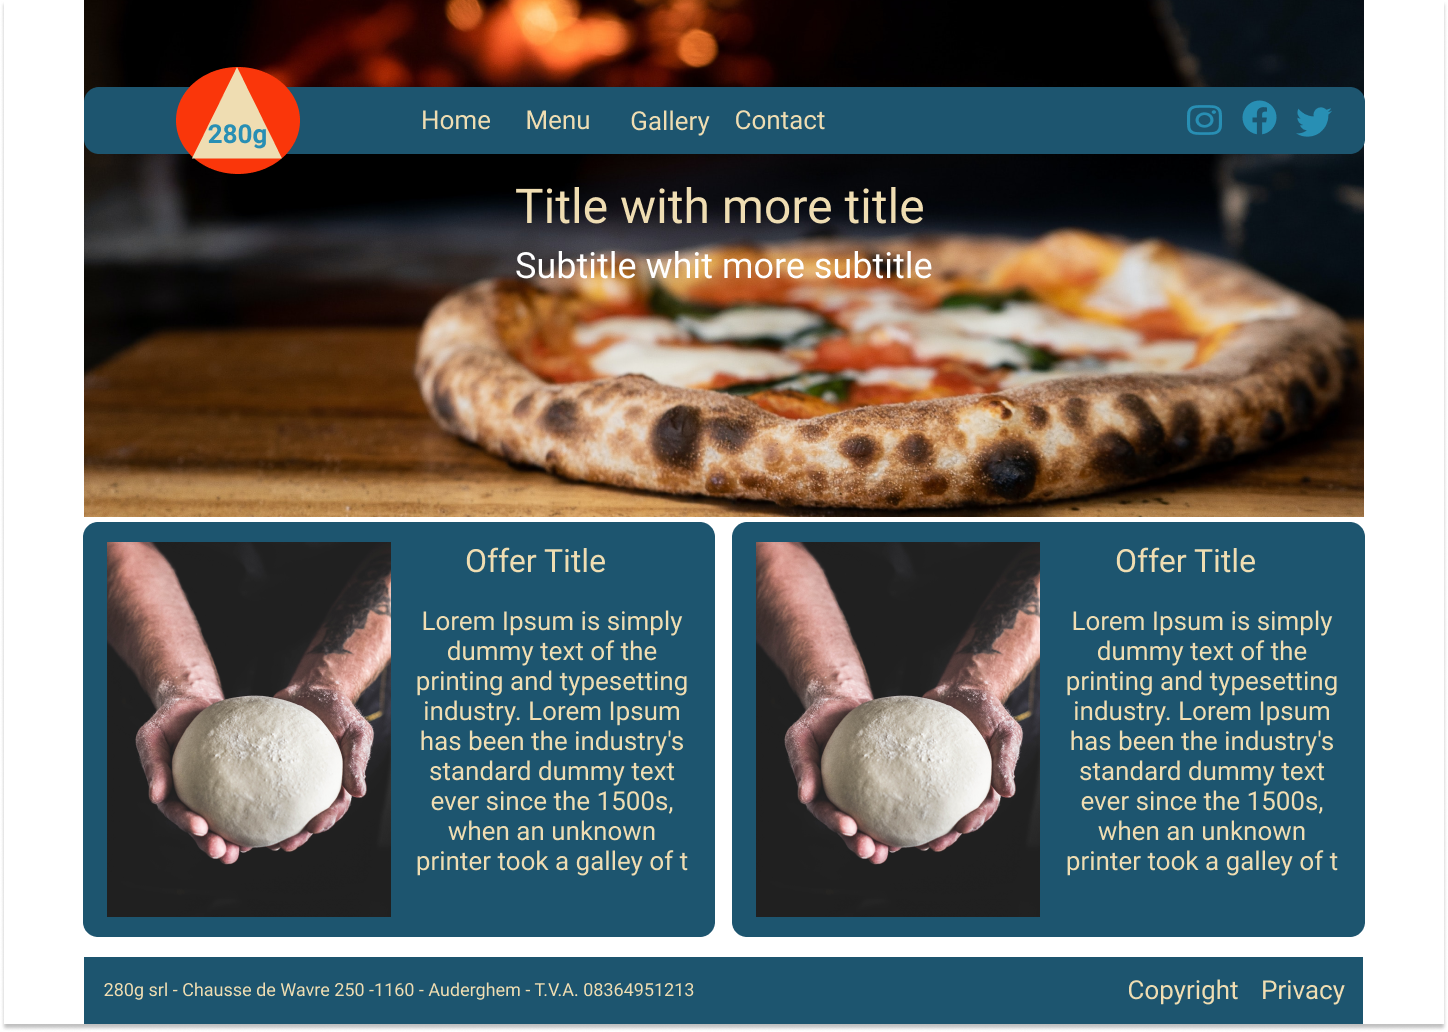 280g
Home Menu Gallery Contact
Title with more title
Subtitle whit more subtitle
Offer Title
Lorem Ipsum is simply
dummy text of the
printing and typesetting
industry. Lorem Ipsum
has been the industry's
standard dummy text
ever since the 1500s,
when an unknown
printer took a galley of t
Offer Title
Lorem Ipsum is simply
dummy text of the
printing and typesetting
industry. Lorem Ipsum
has been the industry's
standard dummy text
ever since the 1500s,
when an unknown
printer took a galley of t
280g srl - Chausse de Wavre 250 -1160 - Auderghem - T.V.A. 08364951213
Copyright Privacy